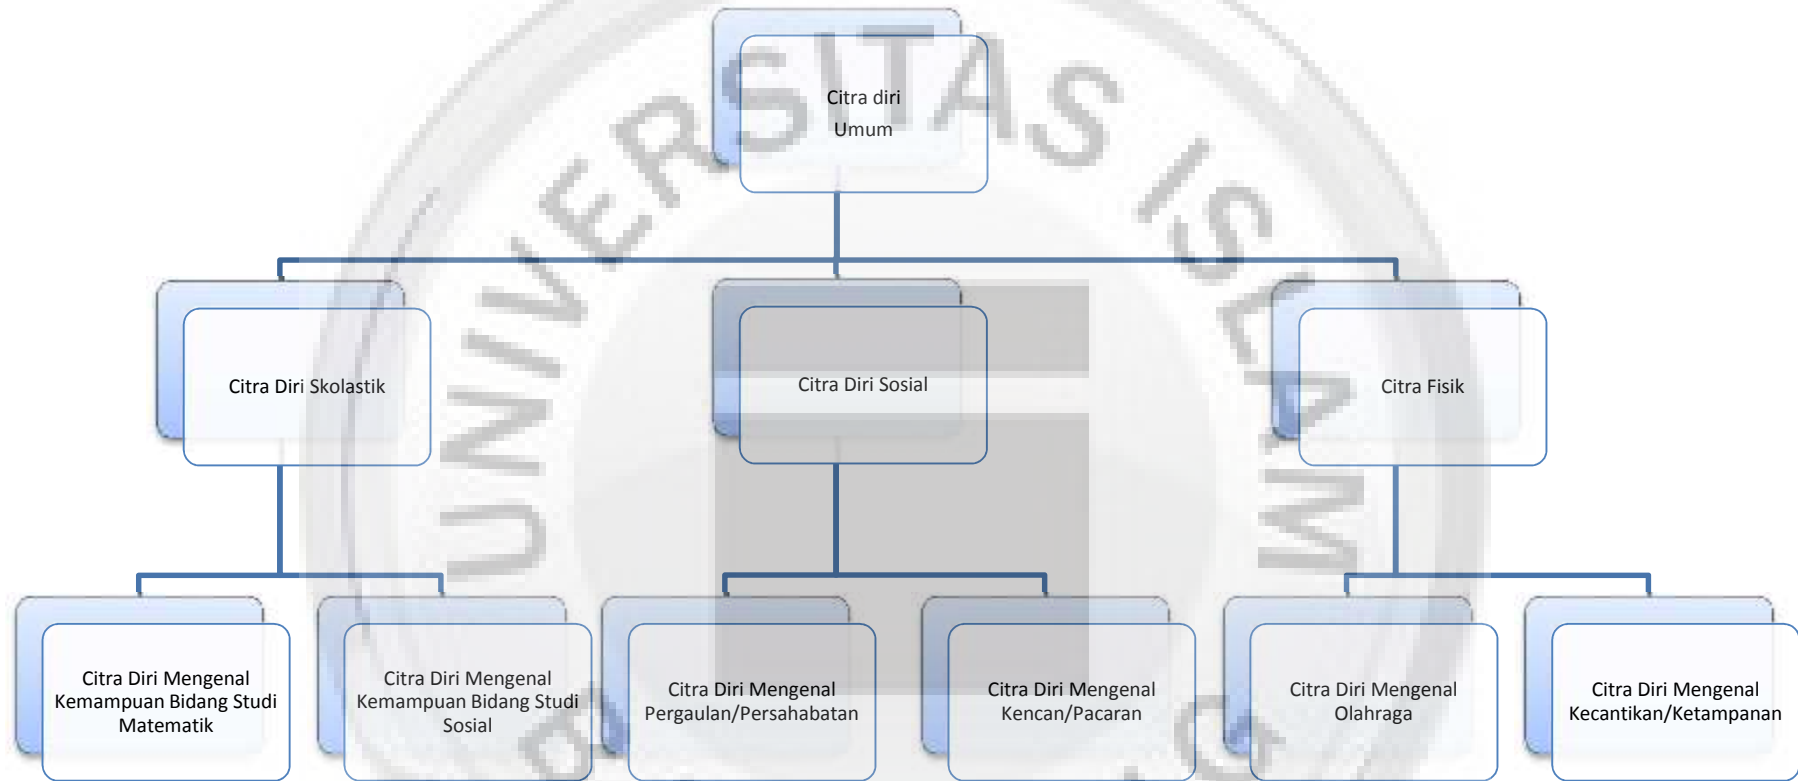 UNIVERSITAS ISLAM
Citra diri
Umum
Citra Diri Skolastik
Citra Diri Sosial
Citra Fisik
Citra Diri Mengenal
Kemampuan Bidang Studi
Matematik
Citra Diri Mengenal
Kemampuan Bidang Studi
Sosial
Citra Diri Mengenal
Pergaulan/Persahabatan
Citra Diri Mengenal
Kencan/Pacaran
Citra Diri Mengenal
Olahraga
Citra Diri Mengenal
Kecantikan/Ketampanan